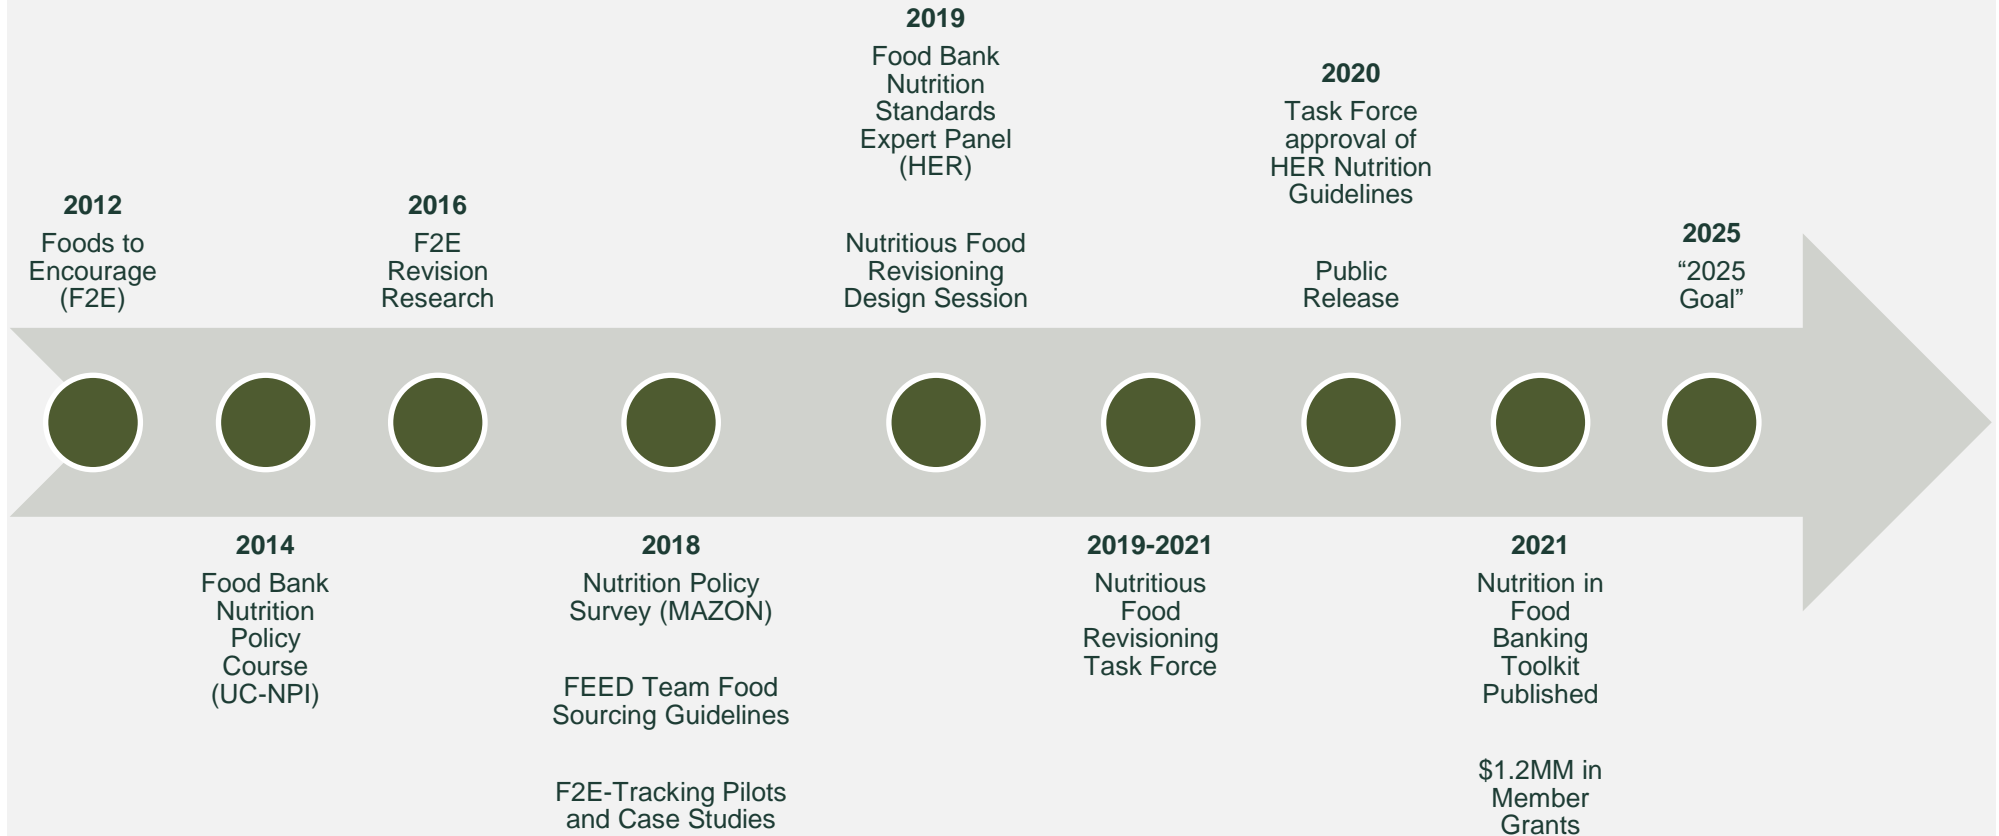 2012
Foods to
Encourage
(F2E)
2014
Food Bank
Nutrition
Policy
Course
(UC-NPI)
2016
F2E
Revision
Research
2018
Nutrition Policy
Survey (MAZON)
FEED Team Food
Sourcing Guidelines
F2E-Tracking Pilots
and Case Studies
2019
Food Bank
Nutrition
Standards
Expert Panel
(HER)
Nutritious Food
Revisioning
Design Session
2019-2021
Nutritious
Food
Revisioning
Task Force
2020
Task Force
approval of
HER Nutrition
Guidelines
Public
Release
2021
Nutrition in
Food
Banking
Toolkit
Published
$1.2MM in
Member
Grants
2025
“2025
Goal”